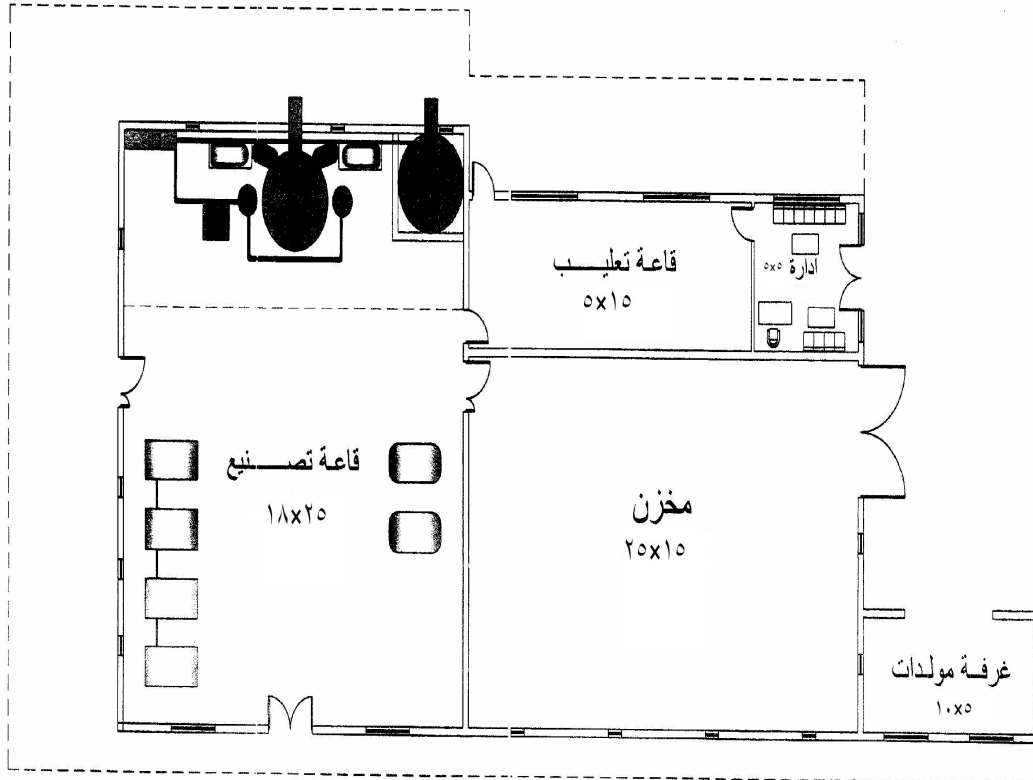 قاعة تعليب
٥x١٥
ادارة ٥x٥
قاعة تصنيع
١٨x٢٥
مخزن
٢٥x١٥
غرفة مولدات
١٠x٥